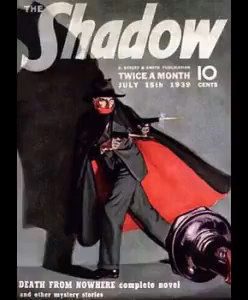 THE
Shadow
A STREET & SMITH PUBLICATION
TWICE A MONTH
JULY 15th 1939
10
CENTS
DEATH FROM NOWHERE complete novel
and other mystery stories